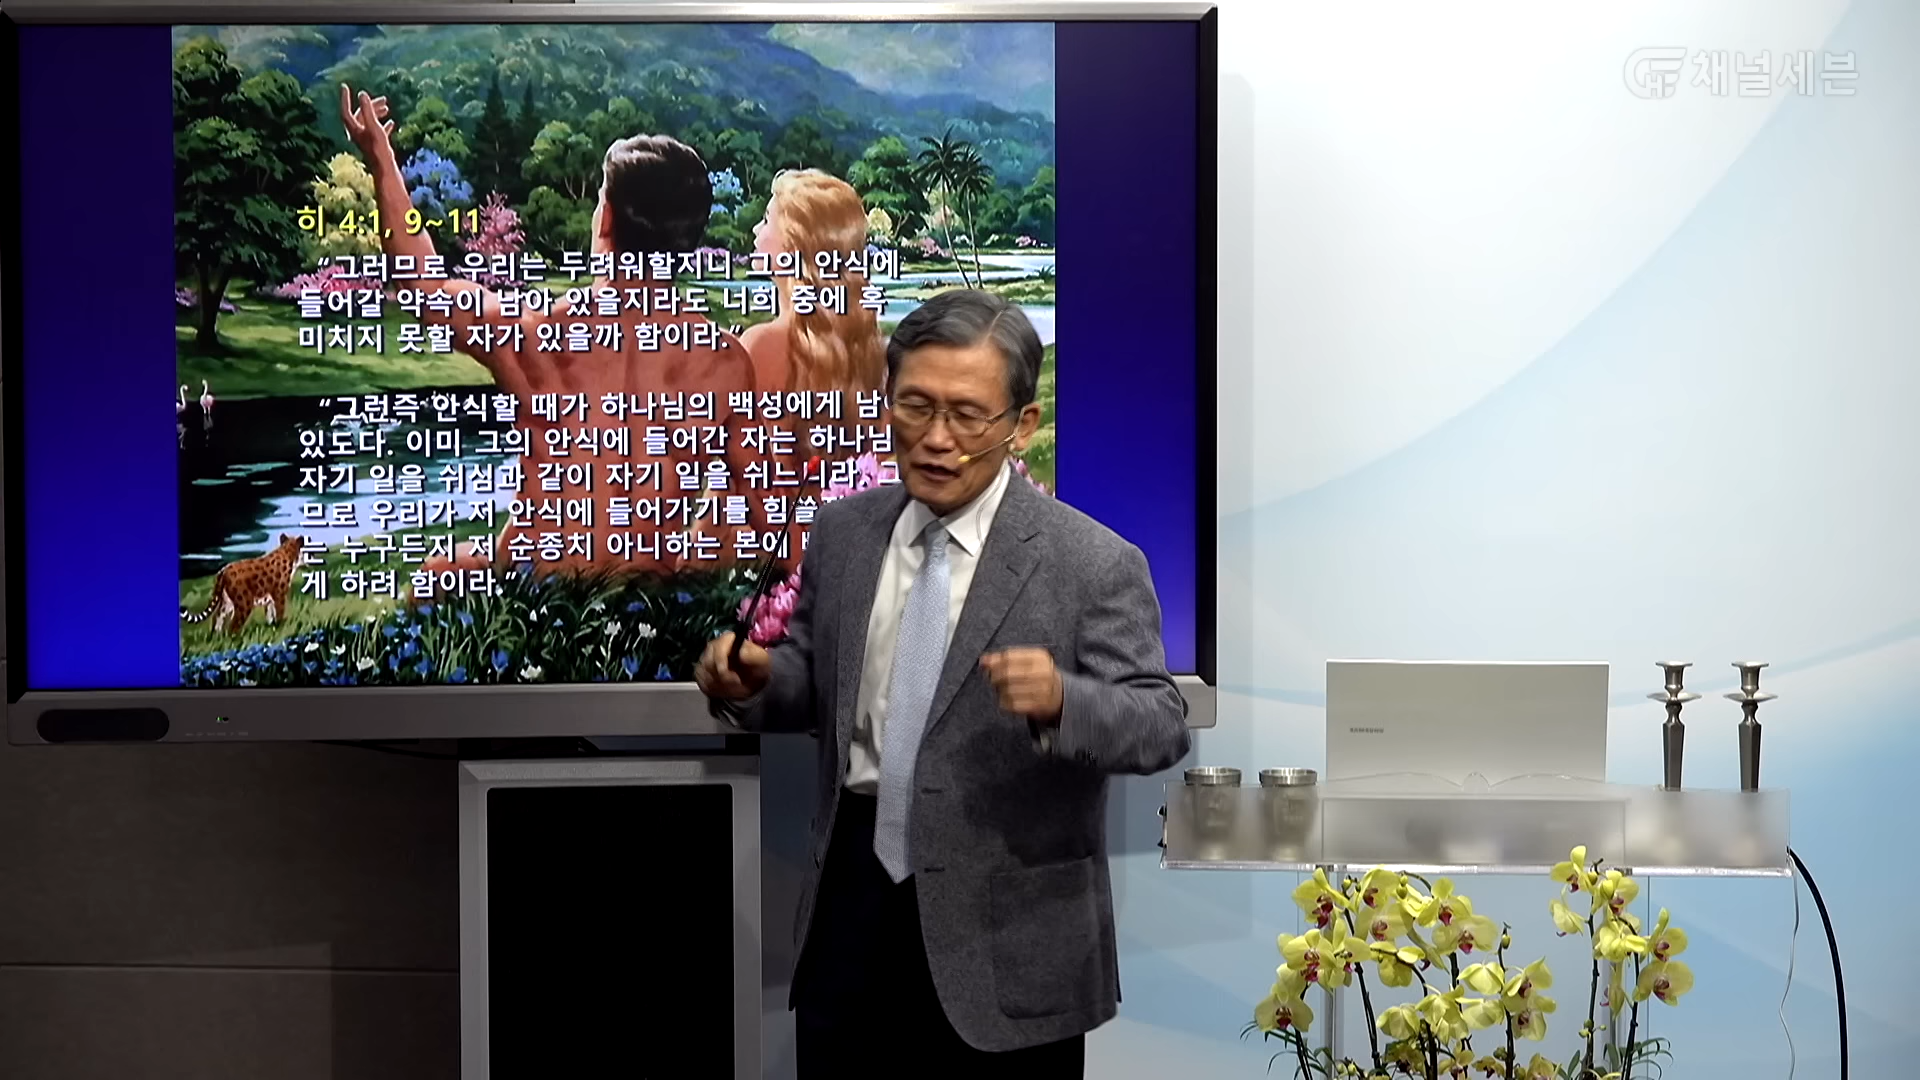 채널세븐
히 4:1, 9~11
“그러므로 우리는 두려워할지니 그의 안식에
들어갈 약속이 남아 있을지라도 너희 중에 혹
미치지 못할 자가 있을까 함이라.”
“그런즉 안식할 때가 하나님의 백성에게
있도다. 이미 그의 안식에 들어간 자는 하나님
자기 일을 쉬심과 같이 자기 일을 쉬느니라. 그
므로 우리가 저 안식에 들어가기를
는 누구든지 저 순종치 아니하는 본에
게 하려 함이라.”
SAMSUNG